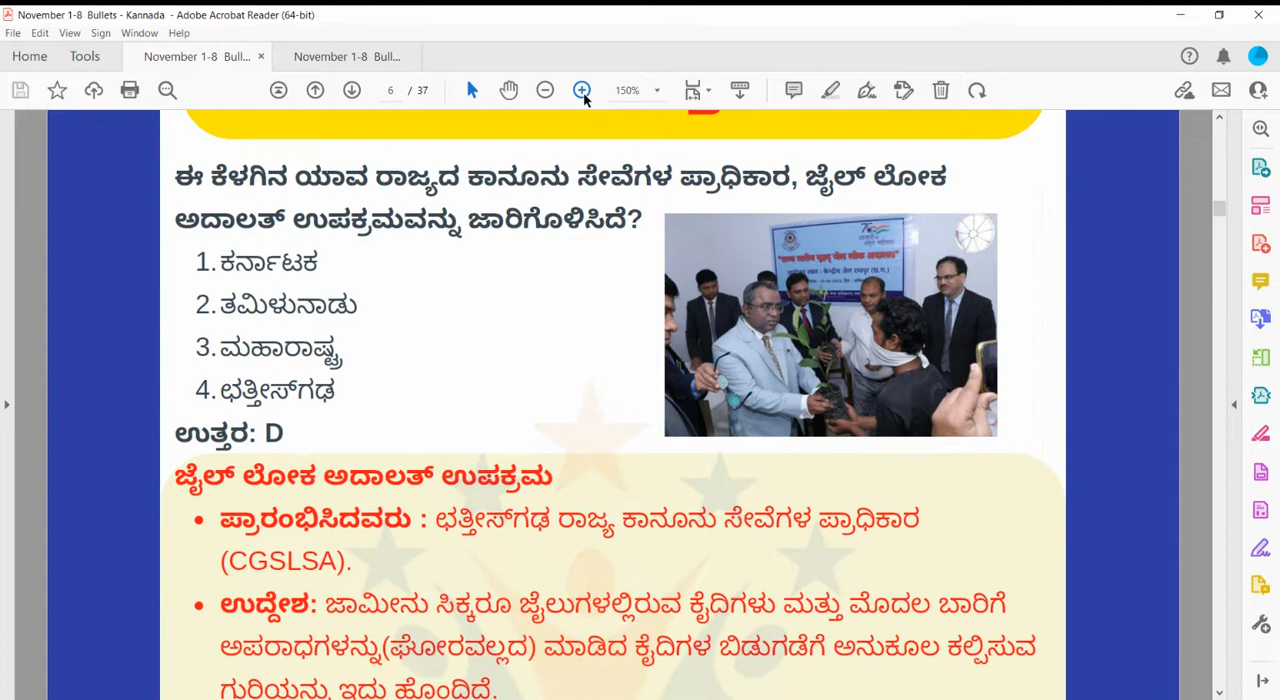 November 1-8 Bullets - Kannada - Adobe Acrobat Reader (64-bit)
File Edit View Sign Window Help
Home Tools November 1-8 Bull... × November 1-8 Bull...
6 / 37 150%
ಈ ಕೆಳಗಿನ ಯಾವ ರಾಜ್ಯದ ಕಾನೂನು ಸೇವೆಗಳ ಪ್ರಾಧಿಕಾರ, ಜೈಲ್ ಲೋಕ
ಅದಾಲತ್ ಉಪಕ್ರಮವನ್ನು ಜಾರಿಗೊಳಿಸಿದೆ?
1. ಕರ್ನಾಟಕ
2. ತಮಿಳುನಾಡು
3. ಮಹಾರಾಷ್ಟ್ರ
4. ಛತ್ತೀಸ್‌ಗಢ
ಉತ್ತರ: D
ಜೈಲ್ ಲೋಕ ಅದಾಲತ್ ಉಪಕ್ರಮ
• ಪ್ರಾರಂಭಿಸಿದವರು : ಛತ್ತೀಸ್‌ಗಢ ರಾಜ್ಯ ಕಾನೂನು ಸೇವೆಗಳ ಪ್ರಾಧಿಕಾರ
(CGSLSA).
• ಉದ್ದೇಶ: ಜಾಮೀನು ಸಿಕ್ಕರೂ ಜೈಲುಗಳಲ್ಲಿರುವ ಕೈದಿಗಳು ಮತ್ತು ಮೊದಲ ಬಾರಿಗೆ
ಅಪರಾಧಗಳನ್ನು(ಘೋರವಲ್ಲದ) ಮಾಡಿದ ಕೈದಿಗಳ ಬಿಡುಗಡೆಗೆ ಅನುಕೂಲ ಕಲ್ಪಿಸುವ
ಗುರಿಯನ್ನು ಇದು ಹೊಂದಿದೆ.